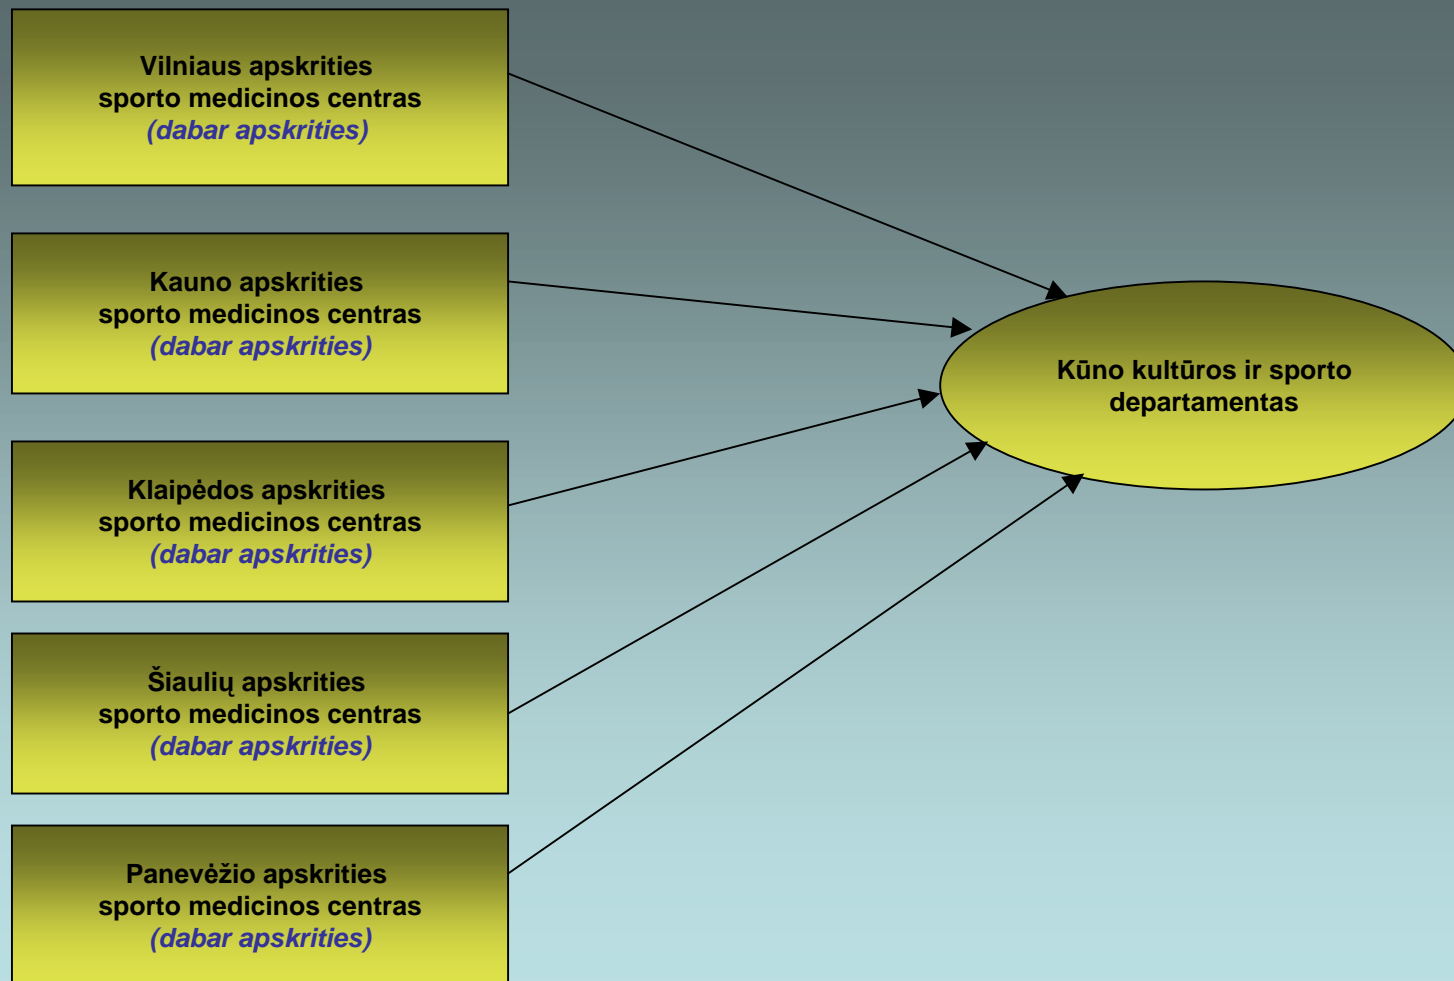 Vilniaus apskrities
sporto medicinos centras
(dabar apskrities)
Kauno apskrities
sporto medicinos centras
(dabar apskrities)
Klaipėdos apskrities
sporto medicinos centras
(dabar apskrities)
Šiaulių apskrities
sporto medicinos centras
(dabar apskrities)
Panevėžio apskrities
sporto medicinos centras
(dabar apskrities)
Kūno kultūros ir sporto
departamentas